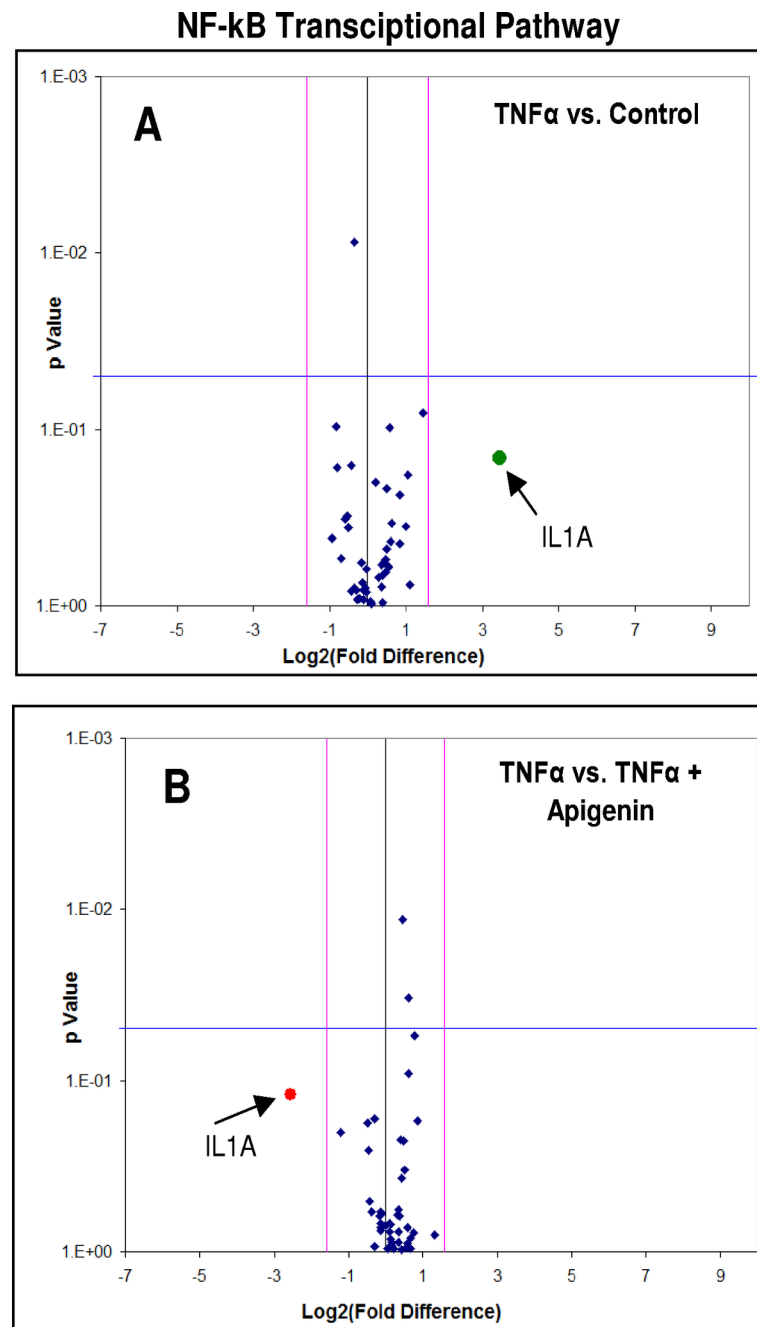 NF-kB Transciptional Pathway
1.E-03
A
TNFα vs. Control
1.E-02
p Value
1.E-01
IL1A
1.E+00
-7 -5 -3 -1 1 3 5 7 9
Log2(Fold Difference)
1.E-03
B
TNFα vs. TNFα +
Apigenin
1.E-02
p Value
1.E-01
IL1A
1.E+00
-7 -5 -3 -1 1 3 5 7 9
Log2(Fold Difference)